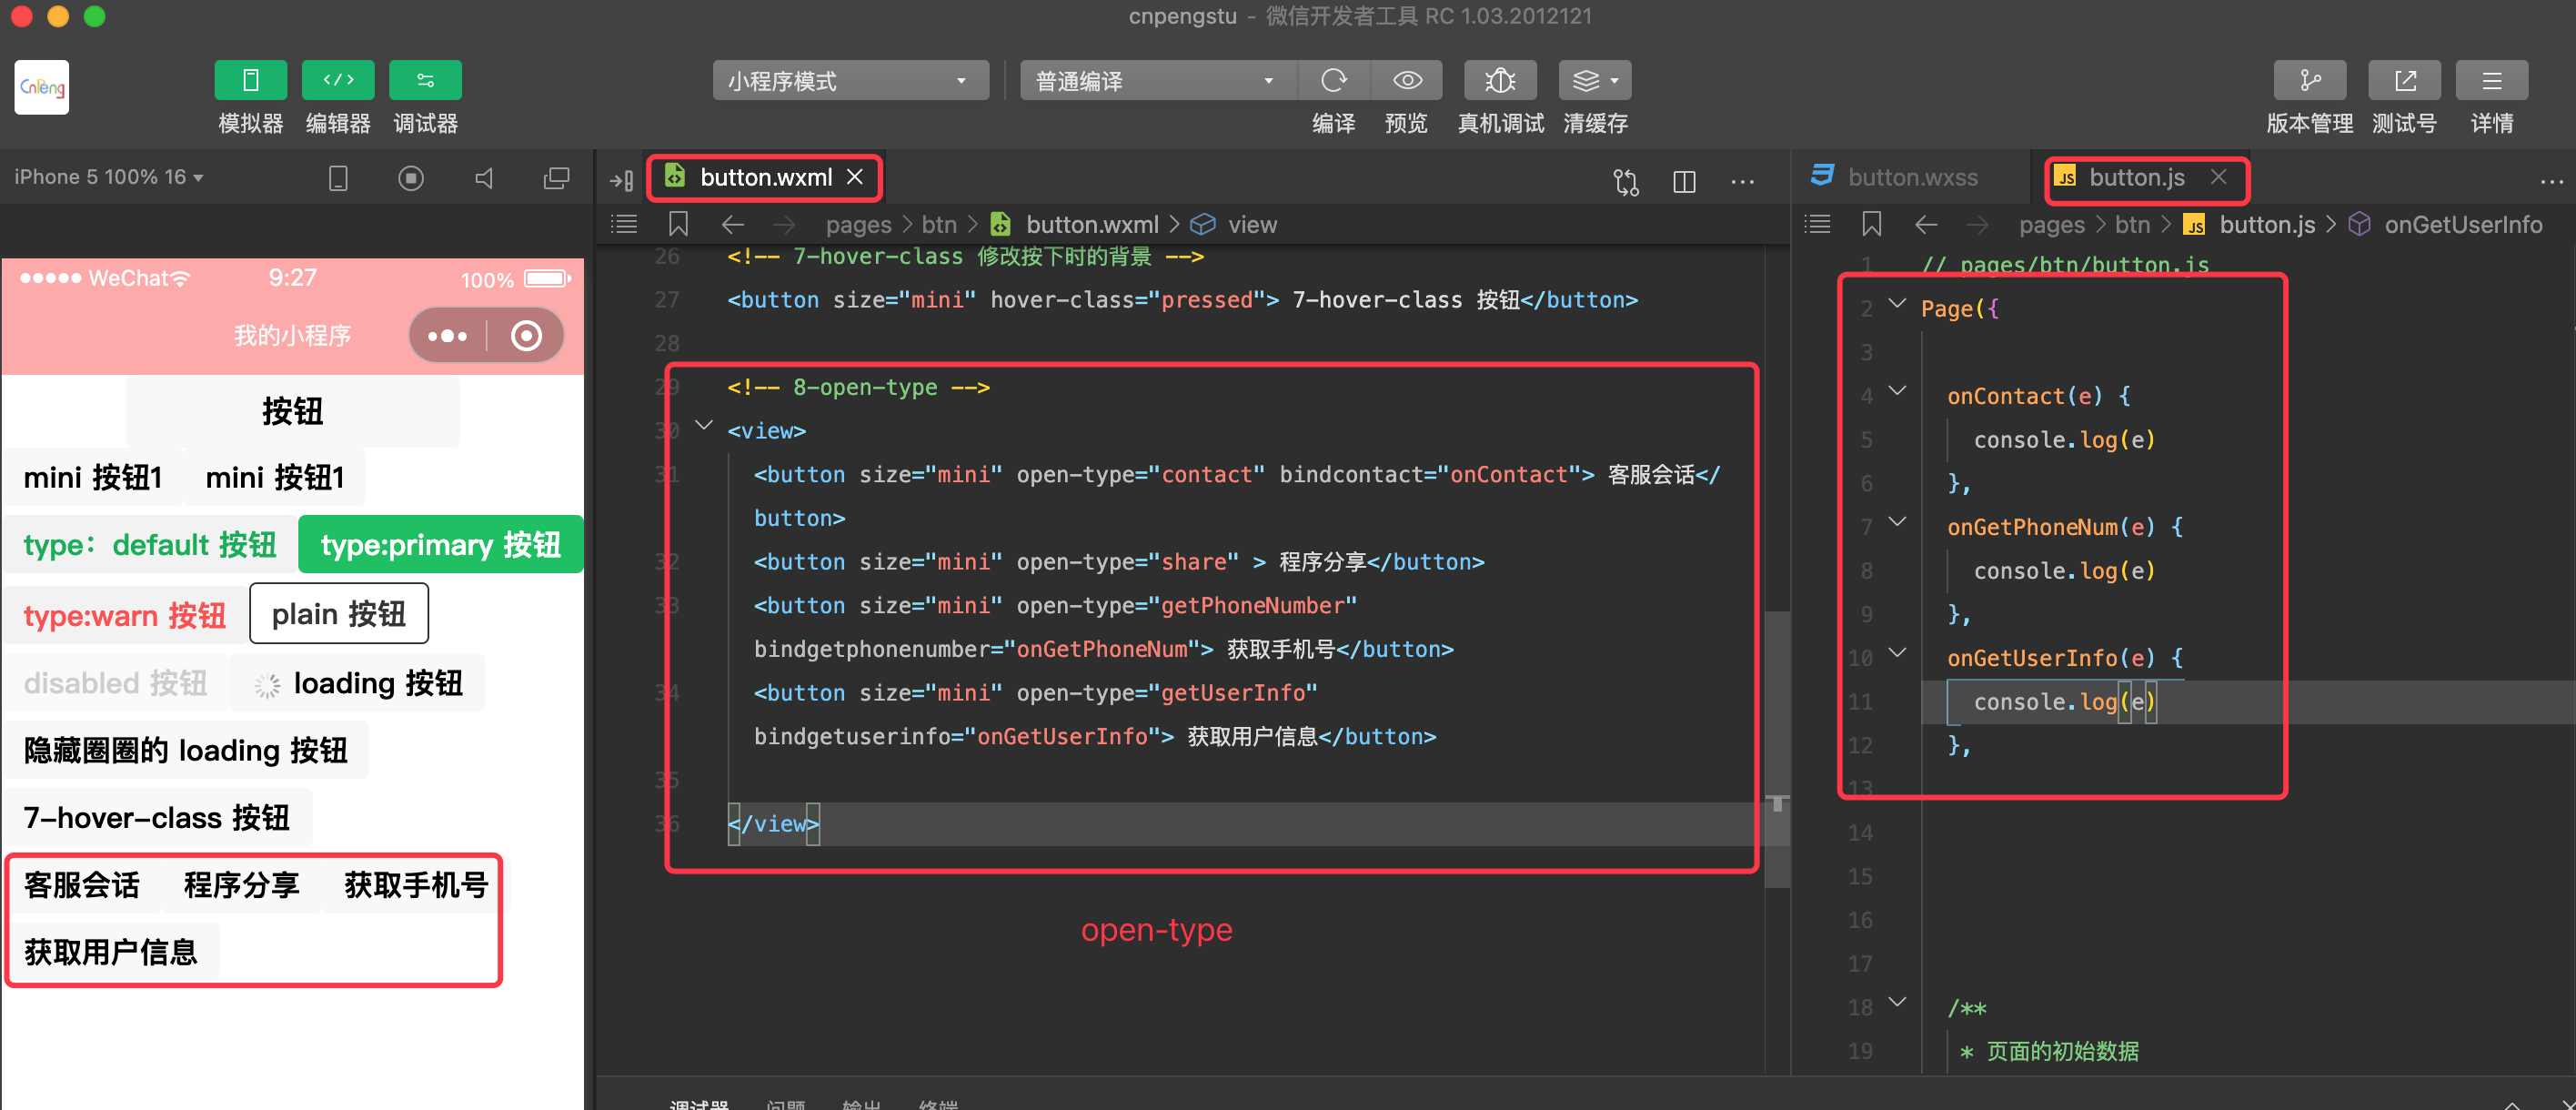 cnpengstu - 微信开发者工具 RC 1.03.2012121
CnPeng
模拟器 编辑器 调试器
小程序模式 普通编译
编译 预览 真机调试 清缓存
版本管理 测试号 详情
iPhone 5 100% 16
WeChat 9:27 100%
我的小程序
按钮
mini 按钮1 mini 按钮1
type：default 按钮 type:primary 按钮
type:warn 按钮 plain 按钮
disabled 按钮 loading 按钮
隐藏圈圈的 loading 按钮
7-hover-class 按钮
客服会话 程序分享 获取手机号
获取用户信息
button.wxml
pages > btn > button.wxml > view
26 <!-- 7-hover-class 修改按下时的背景 -->
27 <button size="mini" hover-class="pressed"> 7-hover-class 按钮</button>
28
29 <!-- 8-open-type -->
30 <view>
31 <button size="mini" open-type="contact" bindcontact="onContact"> 客服会话</
button>
32 <button size="mini" open-type="share" > 程序分享</button>
33 <button size="mini" open-type="getPhoneNumber"
bindgetphonenumber="onGetPhoneNum"> 获取手机号</button>
34 <button size="mini" open-type="getUserInfo"
bindgetuserinfo="onGetUserInfo"> 获取用户信息</button>
35
36 </view>
open-type
调试器 问题 输出 终端
button.wxss JS button.js
pages > btn > JS button.js > onGetUserInfo
1 // pages/btn/button.js
2 Page({
3
4 onContact(e) {
5 console.log(e)
6 },
7 onGetPhoneNum(e) {
8 console.log(e)
9 },
10 onGetUserInfo(e) {
11 console.log(e)
12 },
13
14
15
16
17
18 /**
19 * 页面的初始数据